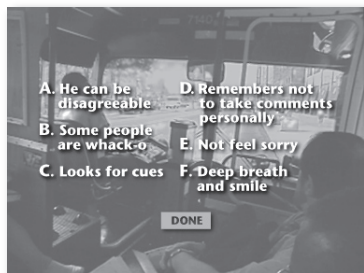 A. He can be
disagreeable
B. Some people
are whack-o
C. Looks for cues
D. Remembers not
to take comments
personally
E. Not feel sorry
F. Deep breath
and smile
DONE